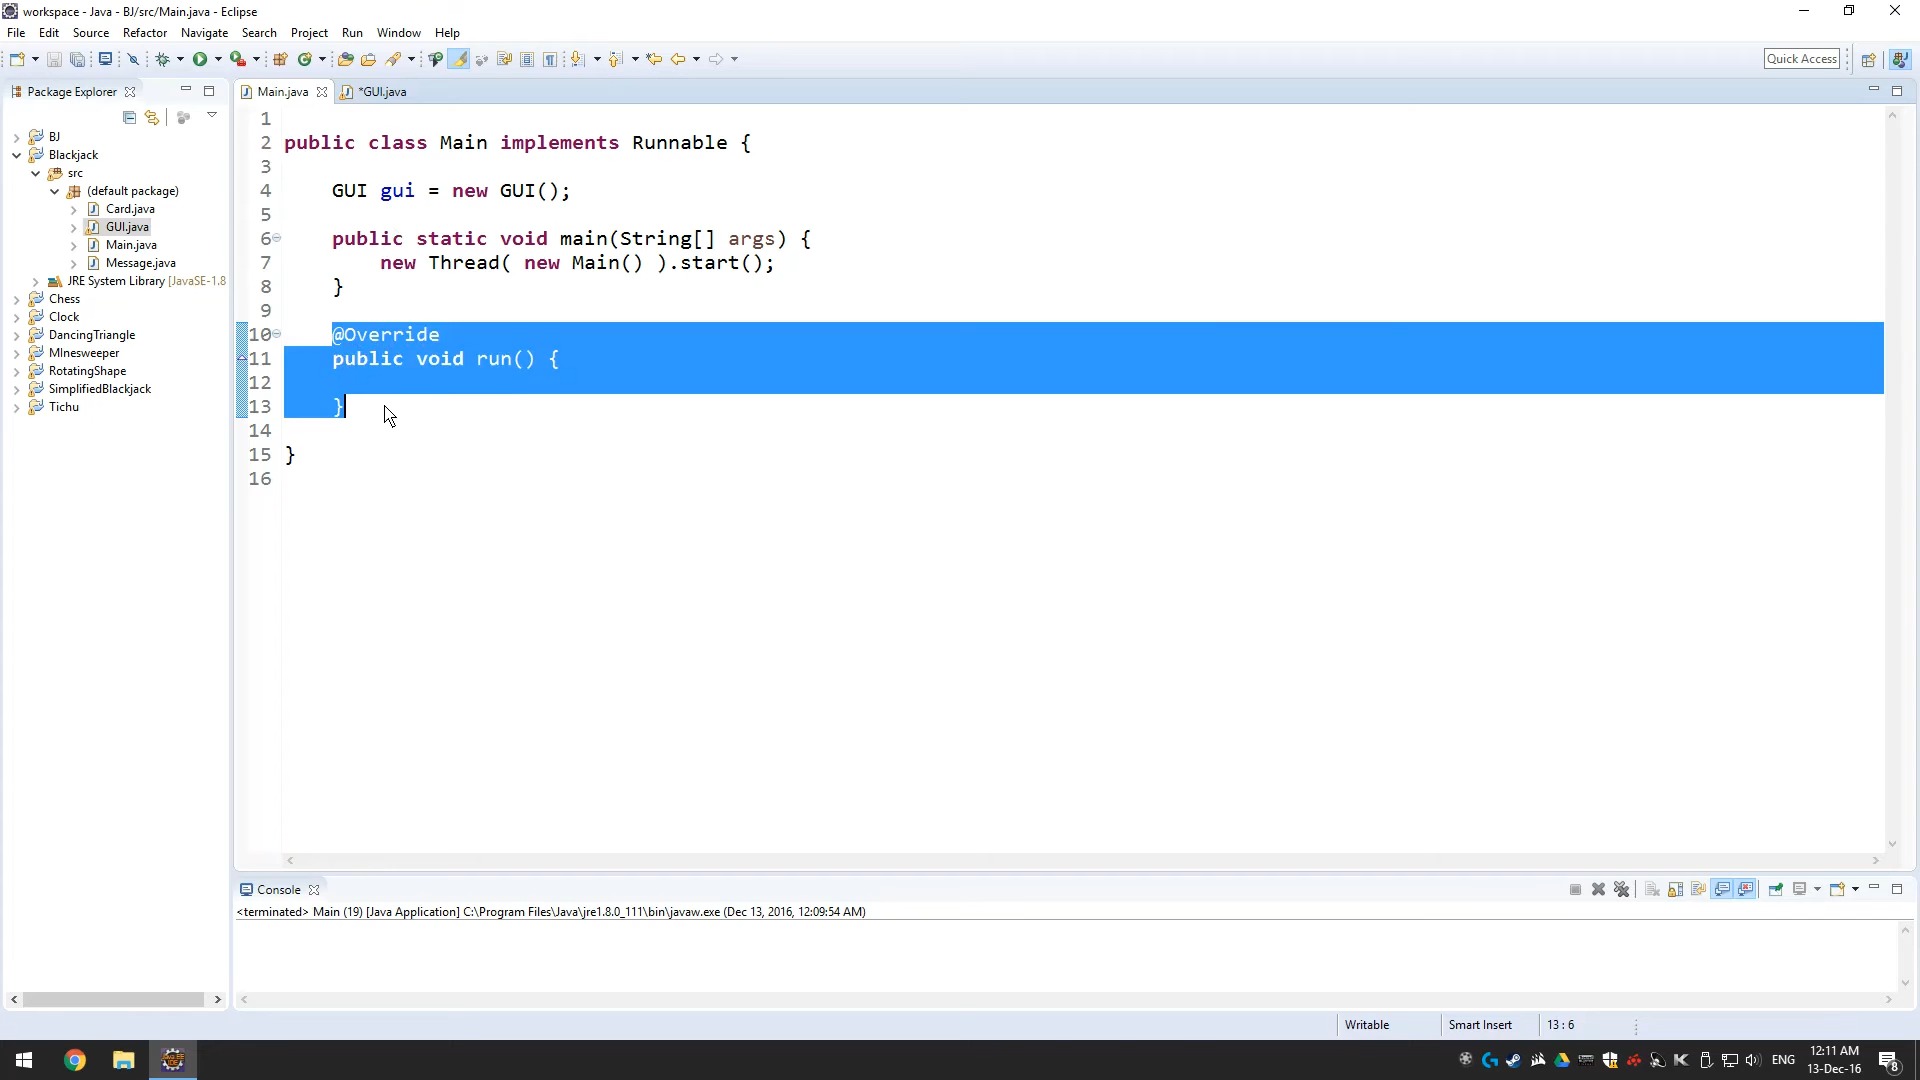 workspace - Java - BJ/src/Main.java - Eclipse
File Edit Source Refactor Navigate Search Project Run Window Help
Quick Access
Package Explorer
Main.java
*GUI.java
BJ
Blackjack
src
(default package)
Card.java
GUI.java
Main.java
Message.java
JRE System Library [JavaSE-1.8
Chess
Clock
DancingTriangle
MInesweeper
RotatingShape
SimplifiedBlackjack
Tichu
1
2 public class Main implements Runnable {
3
4 GUI gui = new GUI();
5
6 public static void main(String[] args) {
7 new Thread( new Main() ).start();
8 }
9
10 @Override
11 public void run() {
12
13 }
14
15 }
16
Console
<terminated> Main (19) [Java Application] C:\Program Files\Java\jre1.8.0_111\bin\javaw.exe (Dec 13, 2016, 12:09:54 AM)
Writable Smart Insert 13 : 6
ENG
12:11 AM
13-Dec-16
8